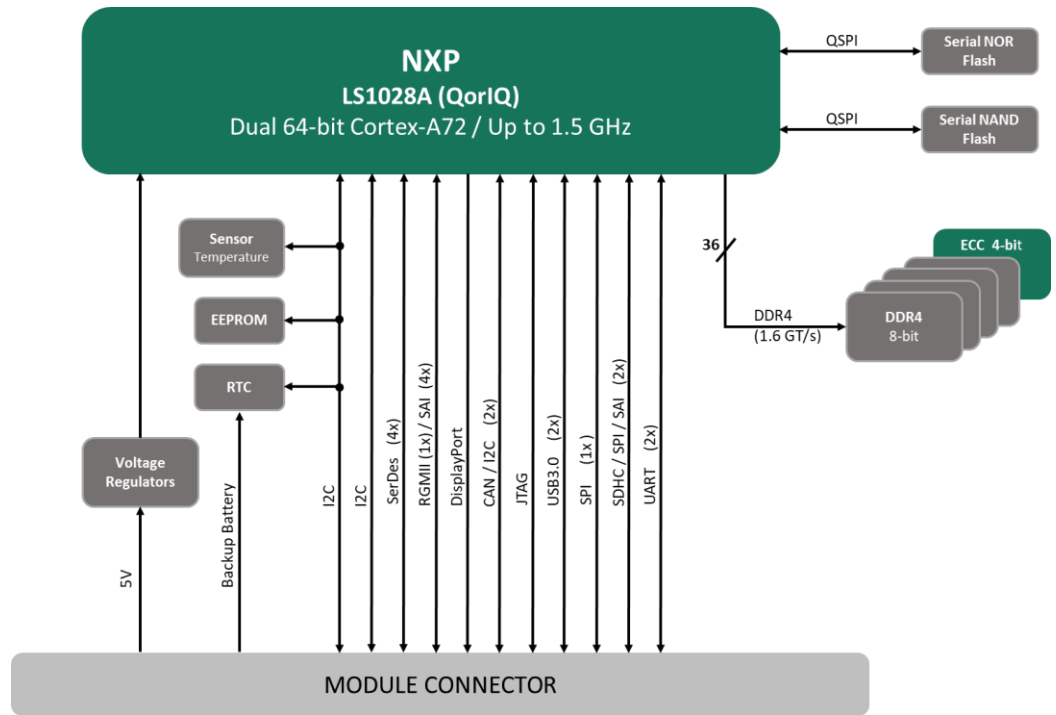 NXP
LS1028A (QorIQ)
Dual 64-bit Cortex-A72 / Up to 1.5 GHz
QSPI
Serial NOR
Flash
QSPI
Serial NAND
Flash
Sensor
Temperature
EEPROM
RTC
Voltage
Regulators
36
ECC 4-bit
DDR4
(1.6 GT/s)
DDR4
8-bit
5V
Backup Battery
I2C
I2C
SerDes (4x)
RGMII (1x) / SAI (4x)
DisplayPort
CAN / I2C (2x)
JTAG
USB3.0 (2x)
SPI (1x)
SDHC / SPI / SAI (2x)
UART (2x)
MODULE CONNECTOR